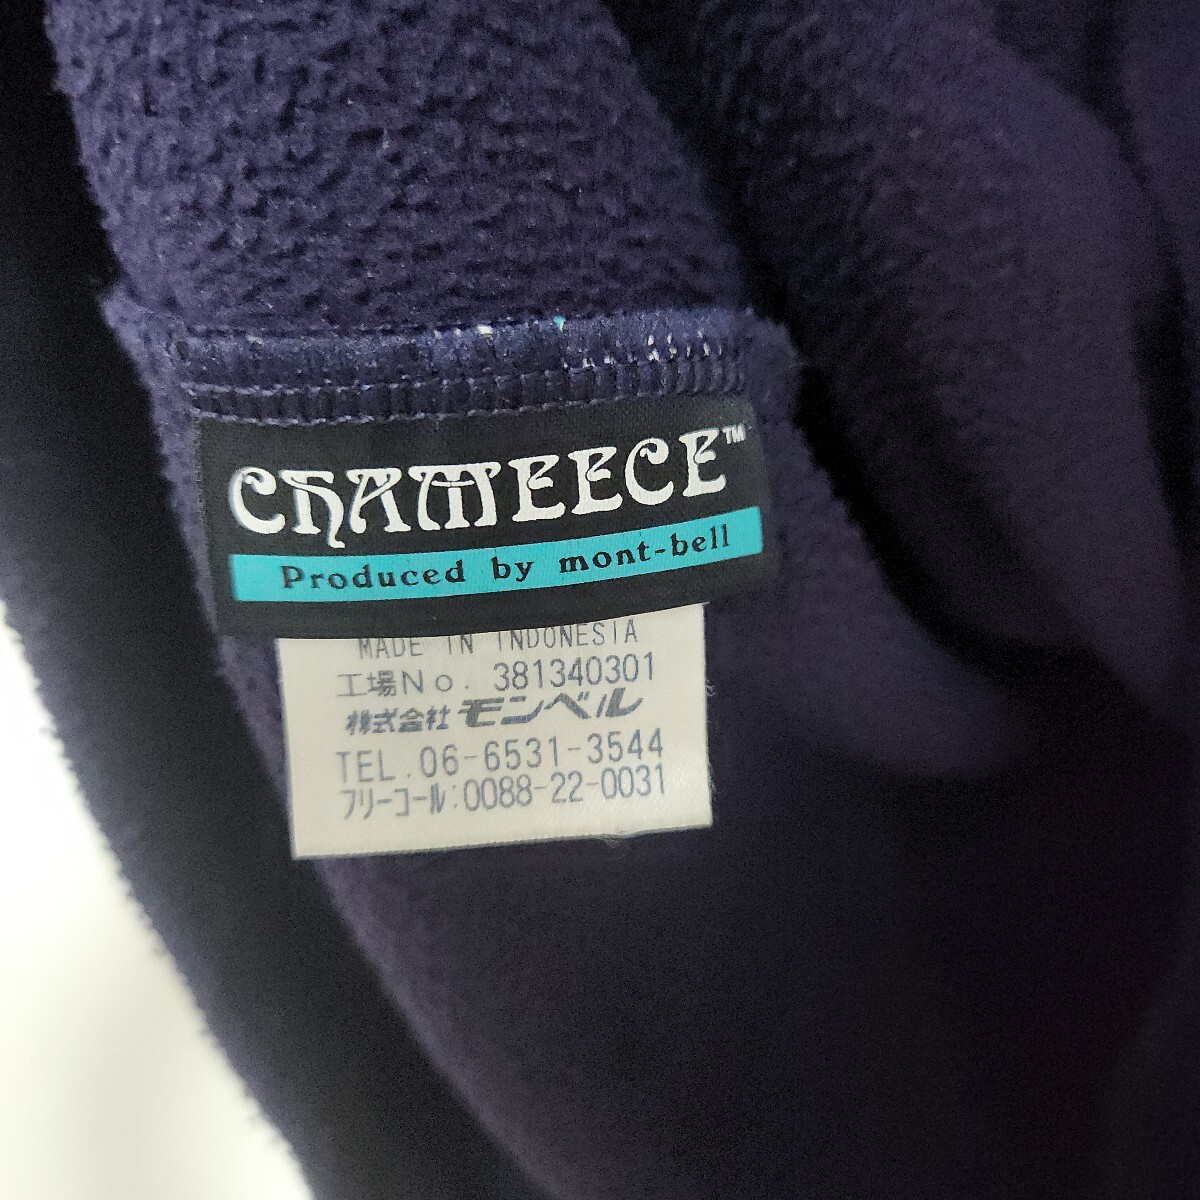 CHAMEECE™
Produced by mont-bell
MADE IN INDONESIA
工場No. 381340301
株式会社 モンベル
TEL.06-6531-3544
フリーコール:0088-22-0031